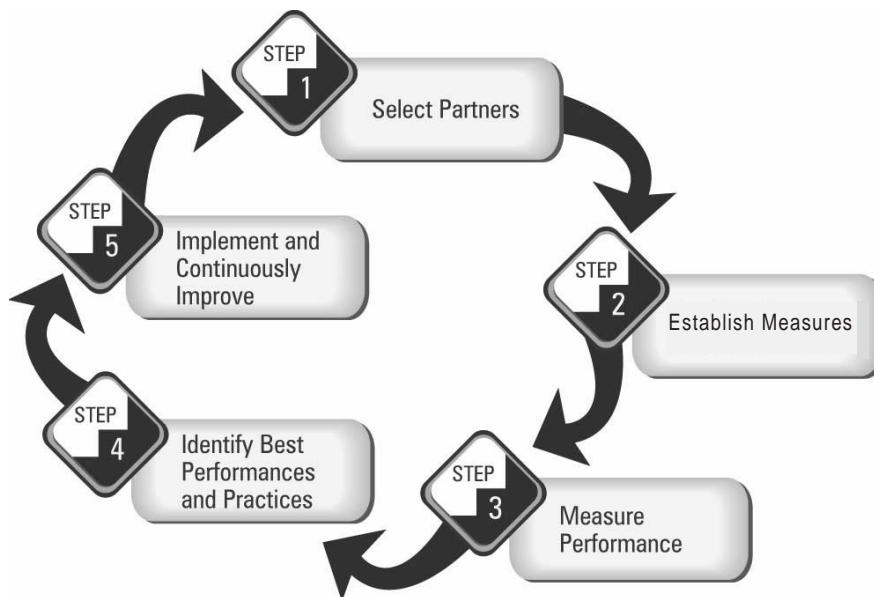 STEP
1
Select Partners
STEP
2
Establish Measures
STEP
3
Measure
Performance
STEP
4
Identify Best
Performances
and Practices
STEP
5
Implement and
Continuously
Improve